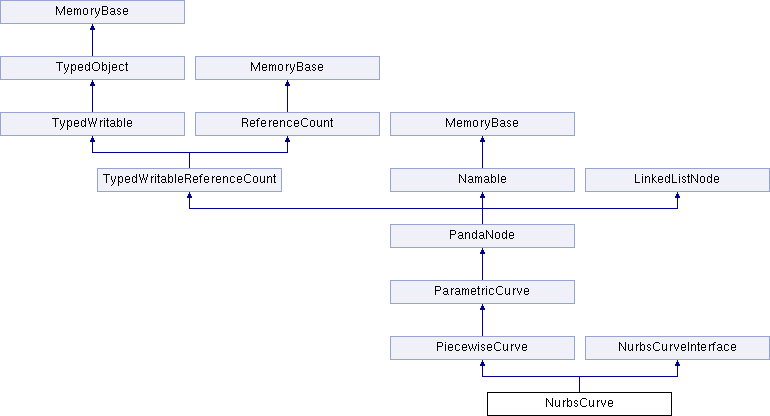 MemoryBase
TypedObject
MemoryBase
TypedWritable
ReferenceCount
MemoryBase
TypedWritableReferenceCount
Namable
LinkedListNode
PandaNode
ParametricCurve
PiecewiseCurve
NurbsCurveInterface
NurbsCurve